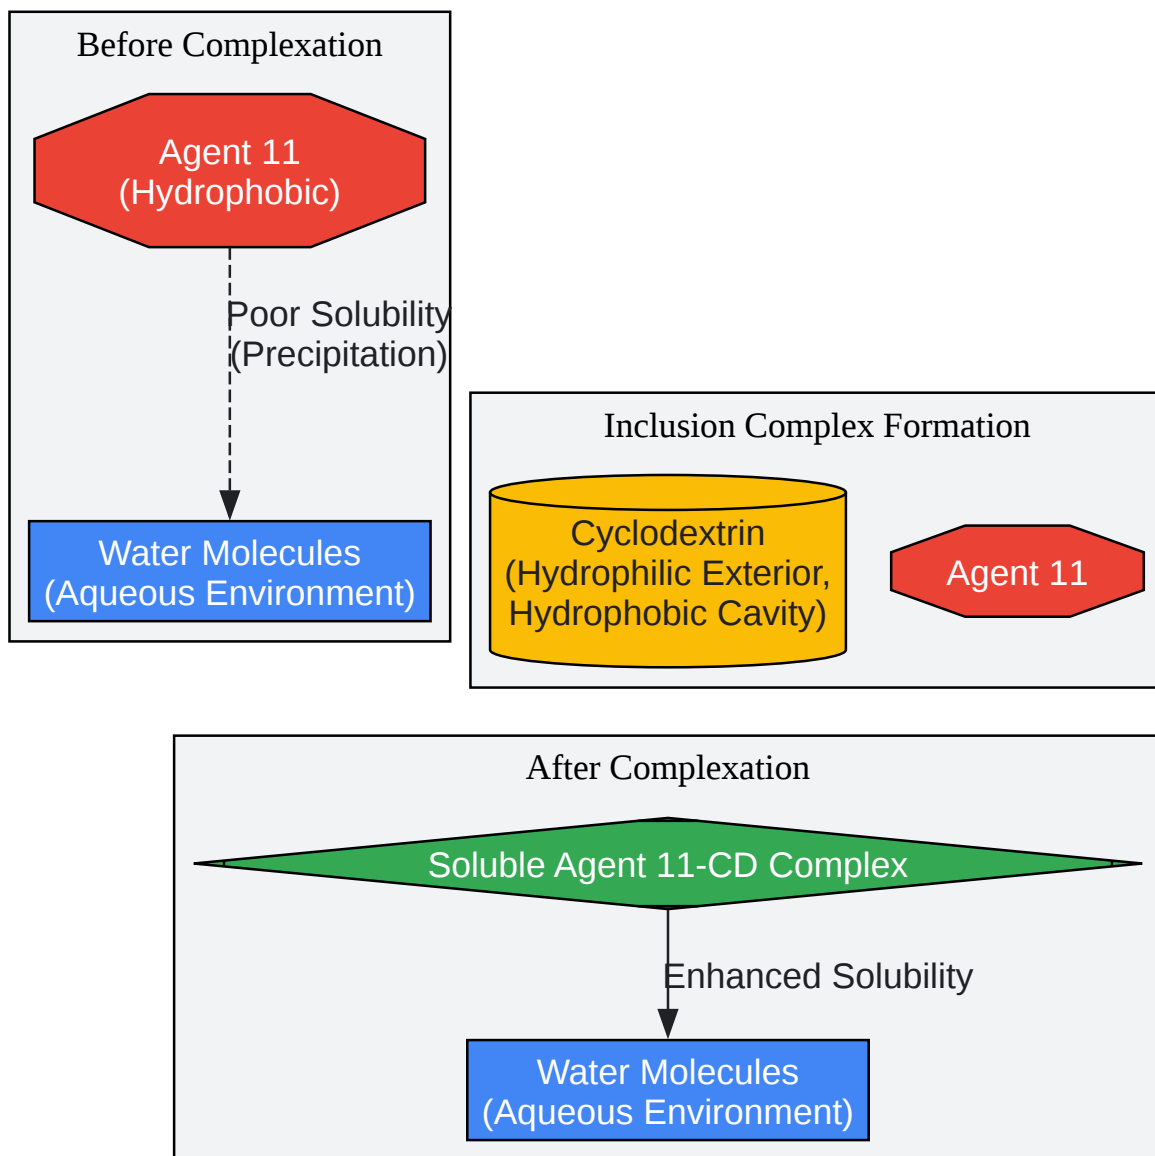 Before Complexation
Agent 11
(Hydrophobic)
Poor Solubility
(Precipitation)
Water Molecules
(Aqueous Environment)
Inclusion Complex Formation
Cyclodextrin
(Hydrophilic Exterior,
Hydrophobic Cavity)
Agent 11
After Complexation
Soluble Agent 11-CD Complex
Enhanced Solubility
Water Molecules
(Aqueous Environment)